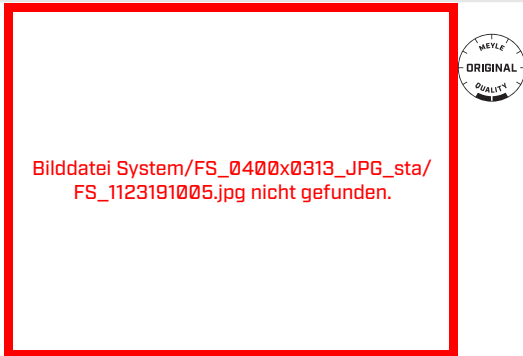 Bilddatei System/FS_0400x0313_JPG_sta/
FS_1123191005.jpg nicht gefunden.
MEYLE
ORIGINAL
QUALITY